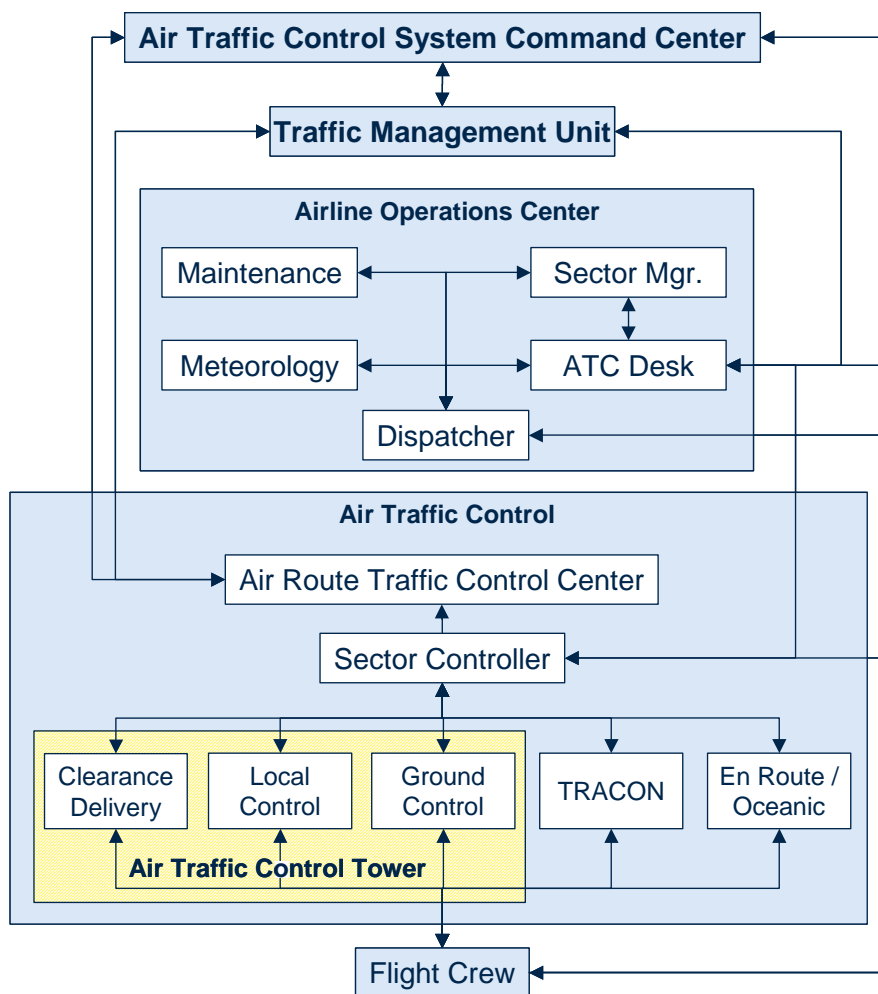 Air Traffic Control System Command Center
Traffic Management Unit
Airline Operations Center
Maintenance
Sector Mgr.
Meteorology
ATC Desk
Dispatcher
Air Traffic Control
Air Route Traffic Control Center
Sector Controller
Clearance
Delivery
Local
Control
Ground
Control
TRACON
En Route /
Oceanic
Air Traffic Control Tower
Flight Crew